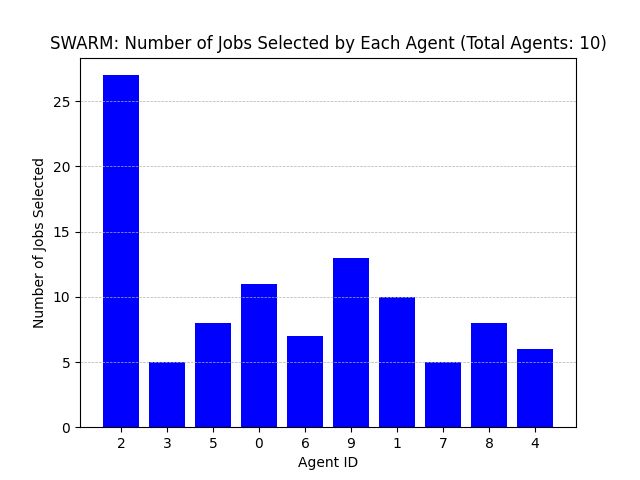 SWARM: Number of Jobs Selected by Each Agent (Total Agents: 10)
Number of Jobs Selected
25
20
15
10
5
0
2 3 5 0 6 9 1 7 8 4
Agent ID